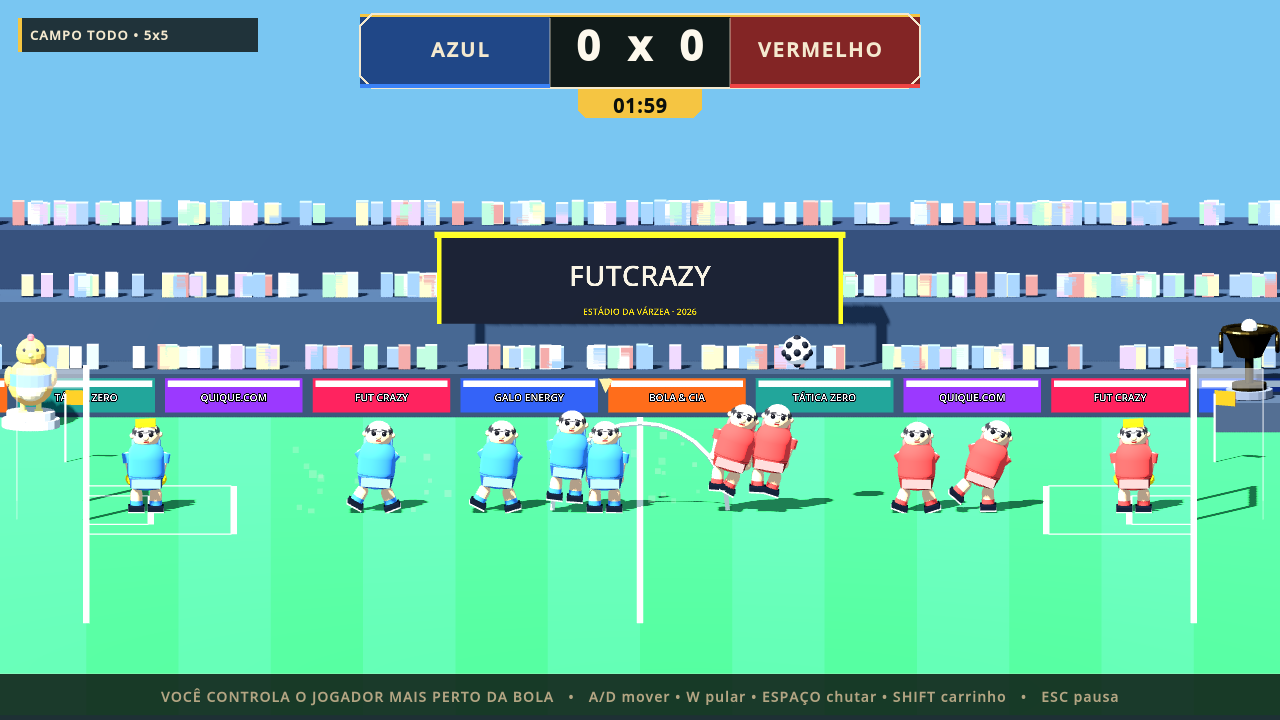 CAMPO TODO • 5x5
AZUL
0 x 0
VERMELHO
01:59
FUTCRAZY
ESTÁDIO DA VÁRZEA · 2026
ZERO
QUIQUE.COM
FUT CRAZY
GALO ENERGY
BOLA & CIA
TÁTICA ZERO
QUIQUE.COM
FUT CRAZY
VOCÊ CONTROLA O JOGADOR MAIS PERTO DA BOLA • A/D mover • W pular • ESPAÇO chutar • SHIFT carrinho • ESC pausa